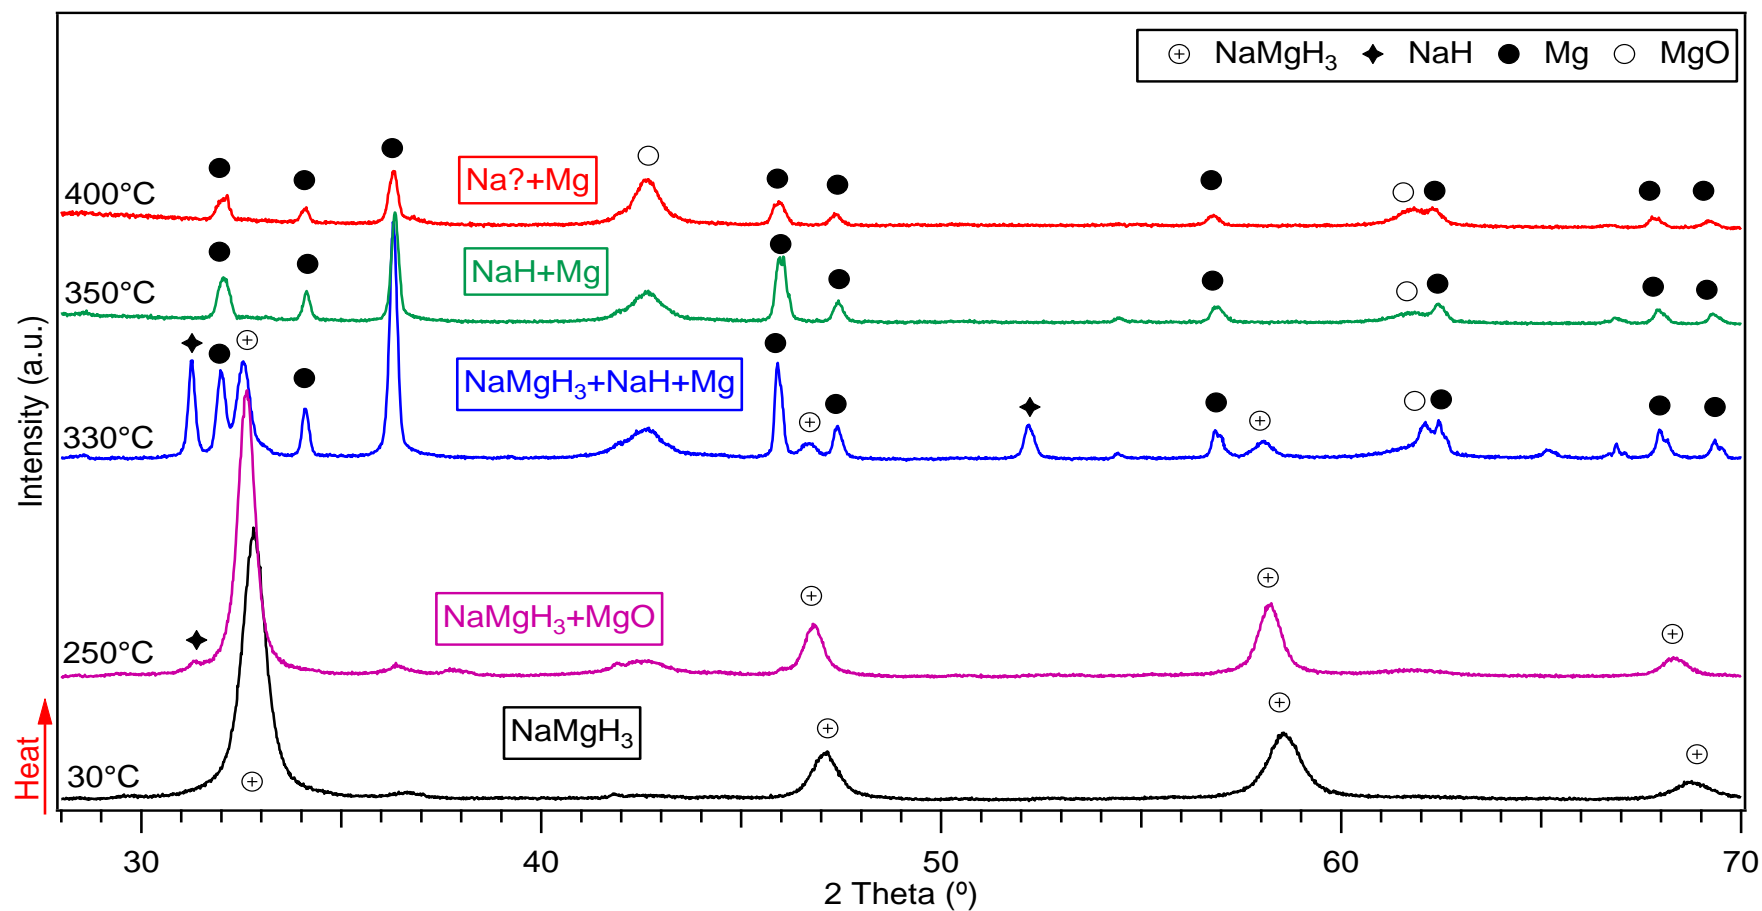 NaMgH₃ NaH Mg MgO
400°C
Na?+Mg
350°C
NaH+Mg
330°C
NaMgH₃+NaH+Mg
250°C
NaMgH₃+MgO
30°C
NaMgH₃
Intensity (a.u.)
Heat
30 40 50 60 70
2 Theta (º)